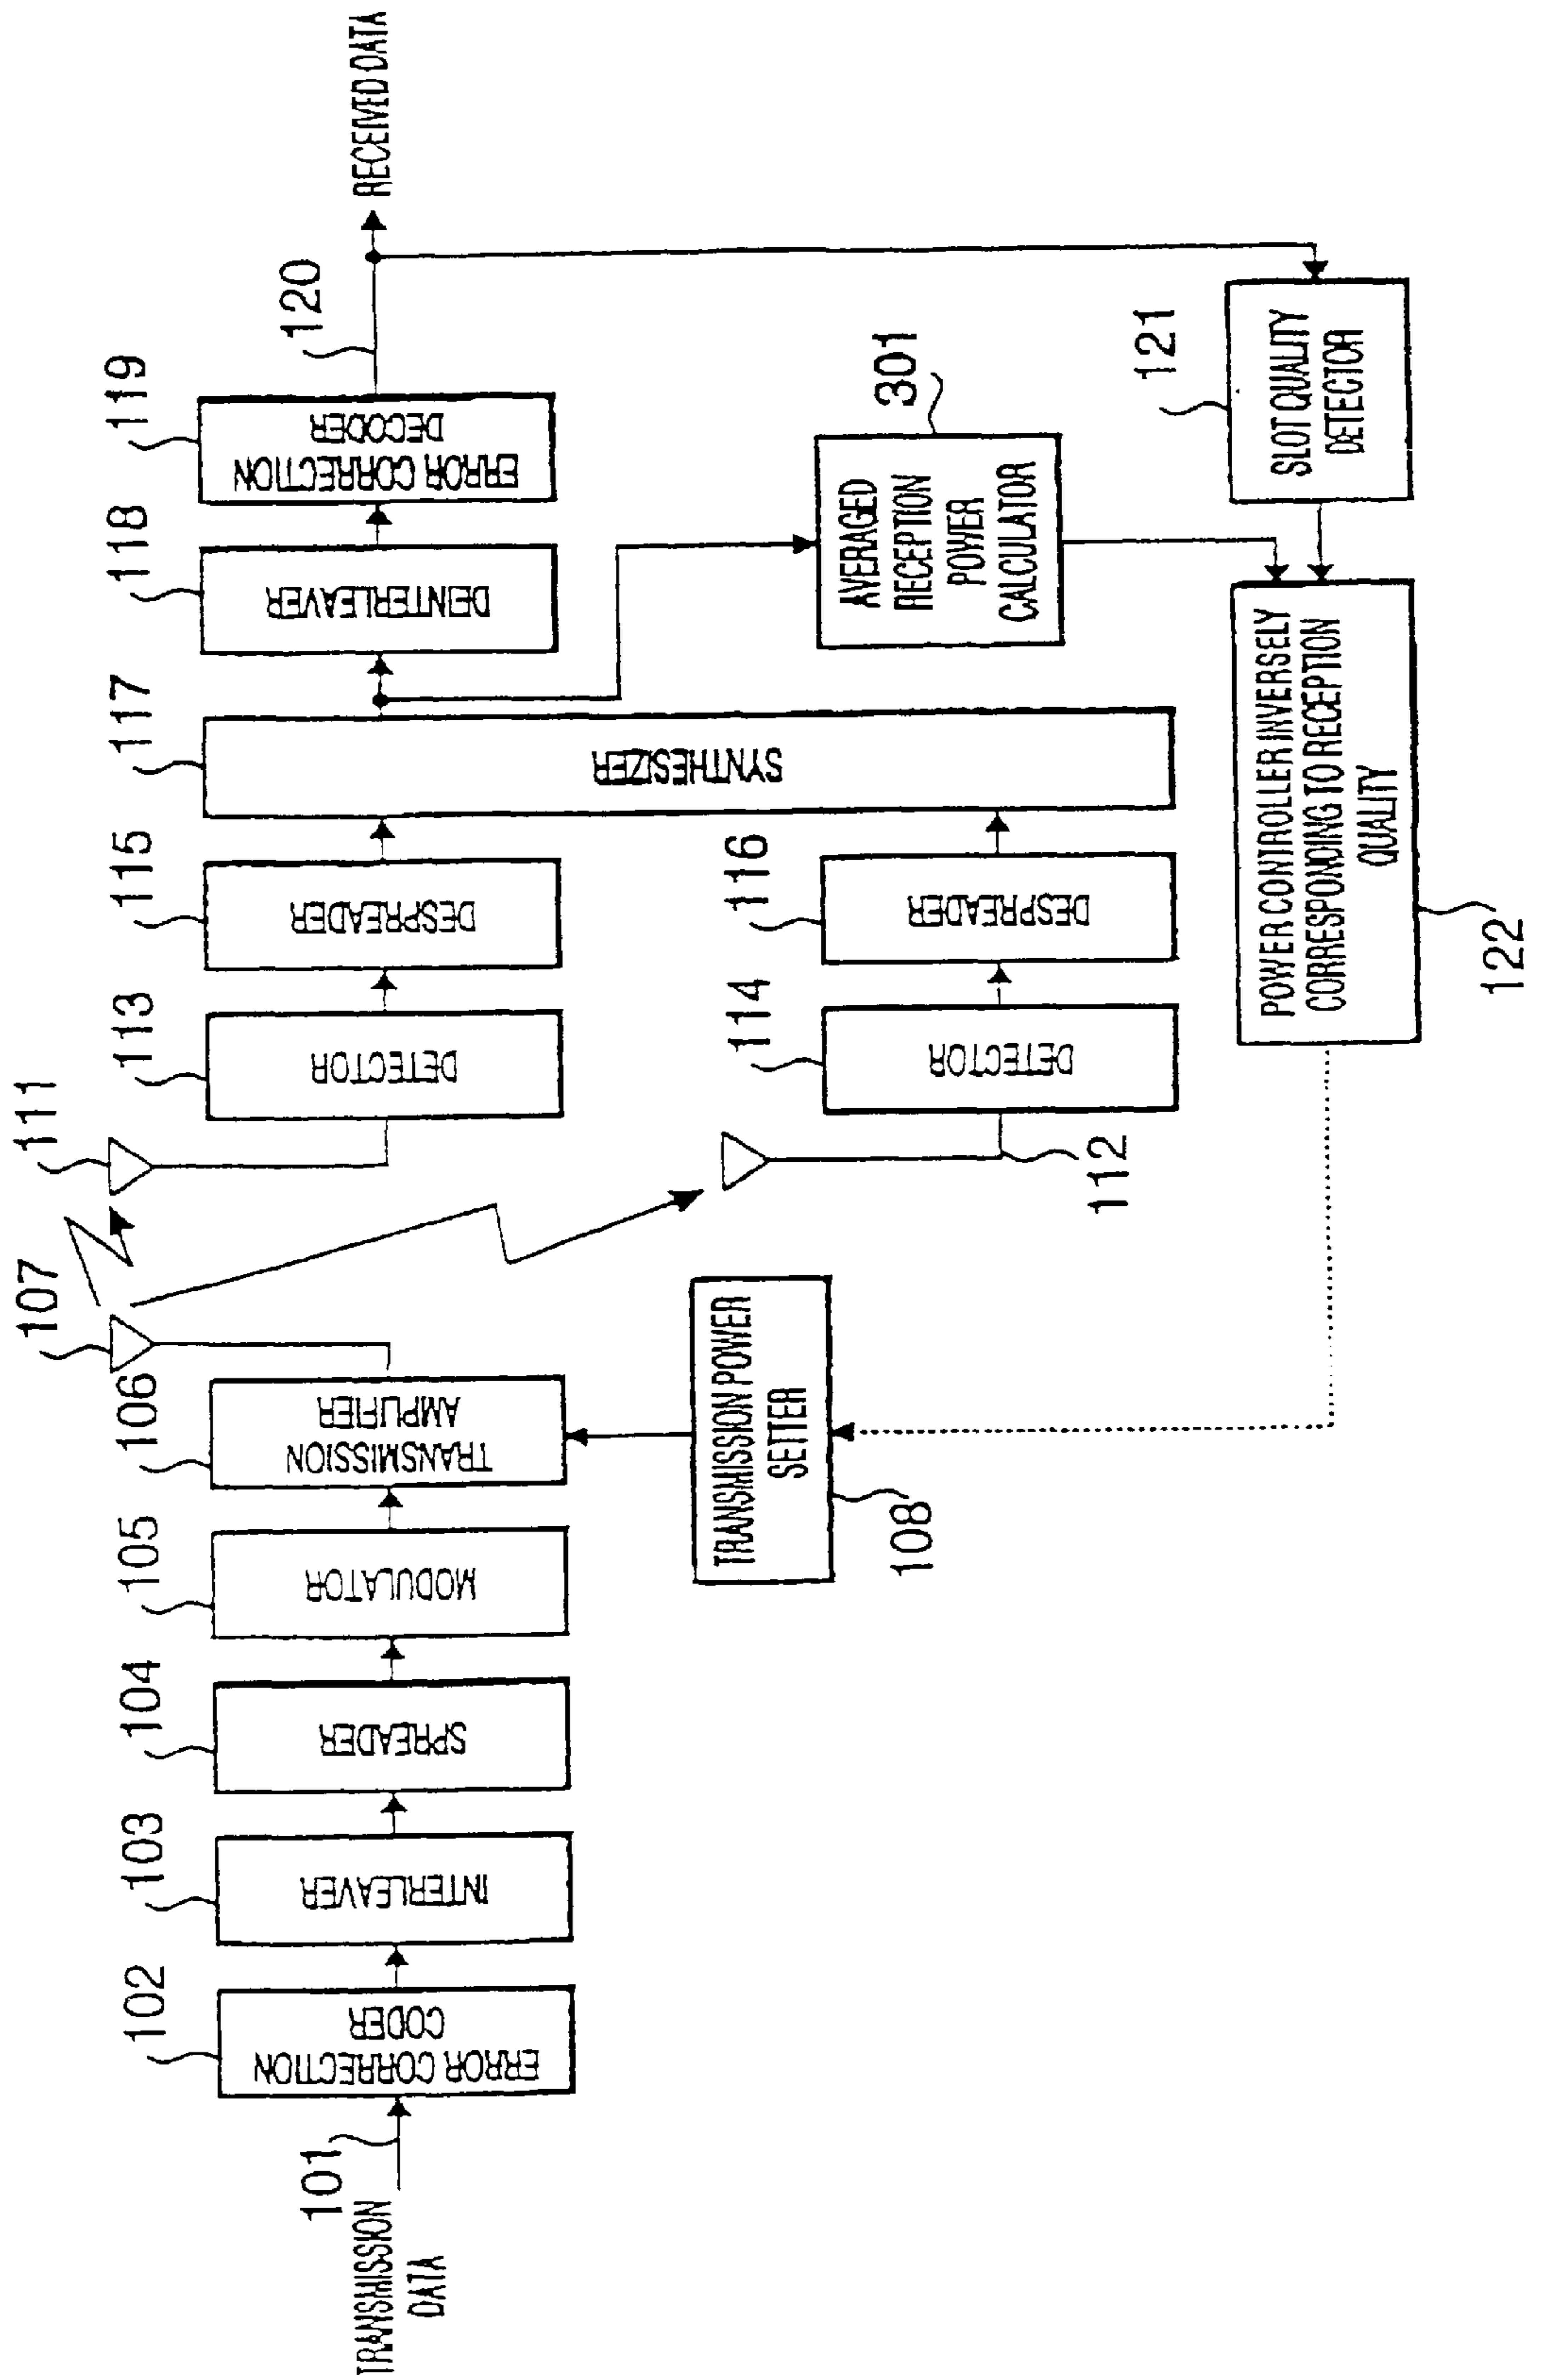 TRANSMISSION
DATA
101
102
ERROR CORRECTION
CODER
103
INTERLEAVER
104
SPREADER
105
MODULATOR
106
TRANSMISSION
AMPLIFIER
107
108
TRANSMISSION POWER
SETTER
111
112
113
DETECTOR
114
DETECTOR
115
DESPREADER
116
DESPREADER
117
SYNTHESIZER
118
DEINTERLEAVER
119
ERROR CORRECTION
DECODER
120
RECEIVED DATA
301
AVERAGED
RECEPTION
POWER
CALCULATOR
121
SLOT QUALITY
DETECTOR
POWER CONTROLLER INVERSELY
CORRESPONDING TO RECEPTION
QUALITY
122